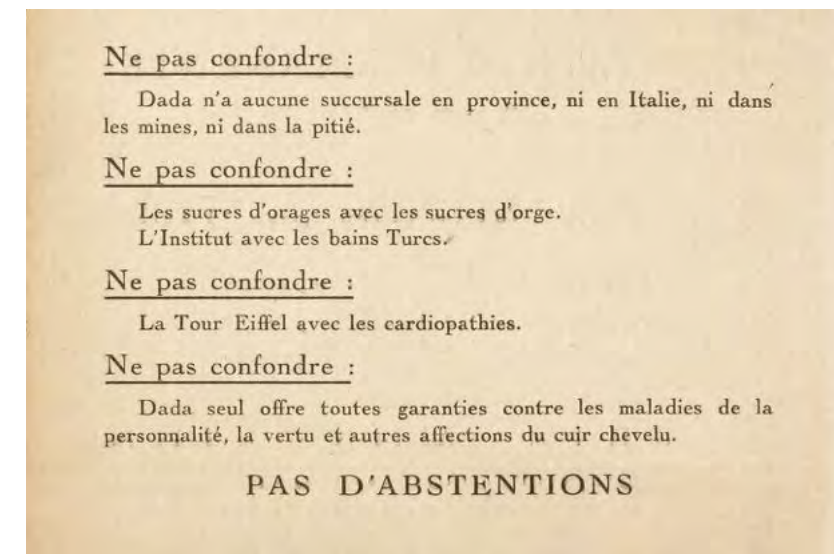 Ne pas confondre :
Dada n'a aucune succursale en province, ni en Italie, ni dans
les mines, ni dans la pitié.
Ne pas confondre :
Les sucres d'orages avec les sucres d'orge.
L'Institut avec les bains Turcs.
Ne pas confondre :
La Tour Eiffel avec les cardiopathies.
Ne pas confondre :
Dada seul offre toutes garanties contre les maladies de la
personnalité, la vertu et autres affections du cuir chevelu.
PAS D'ABSTENTIONS